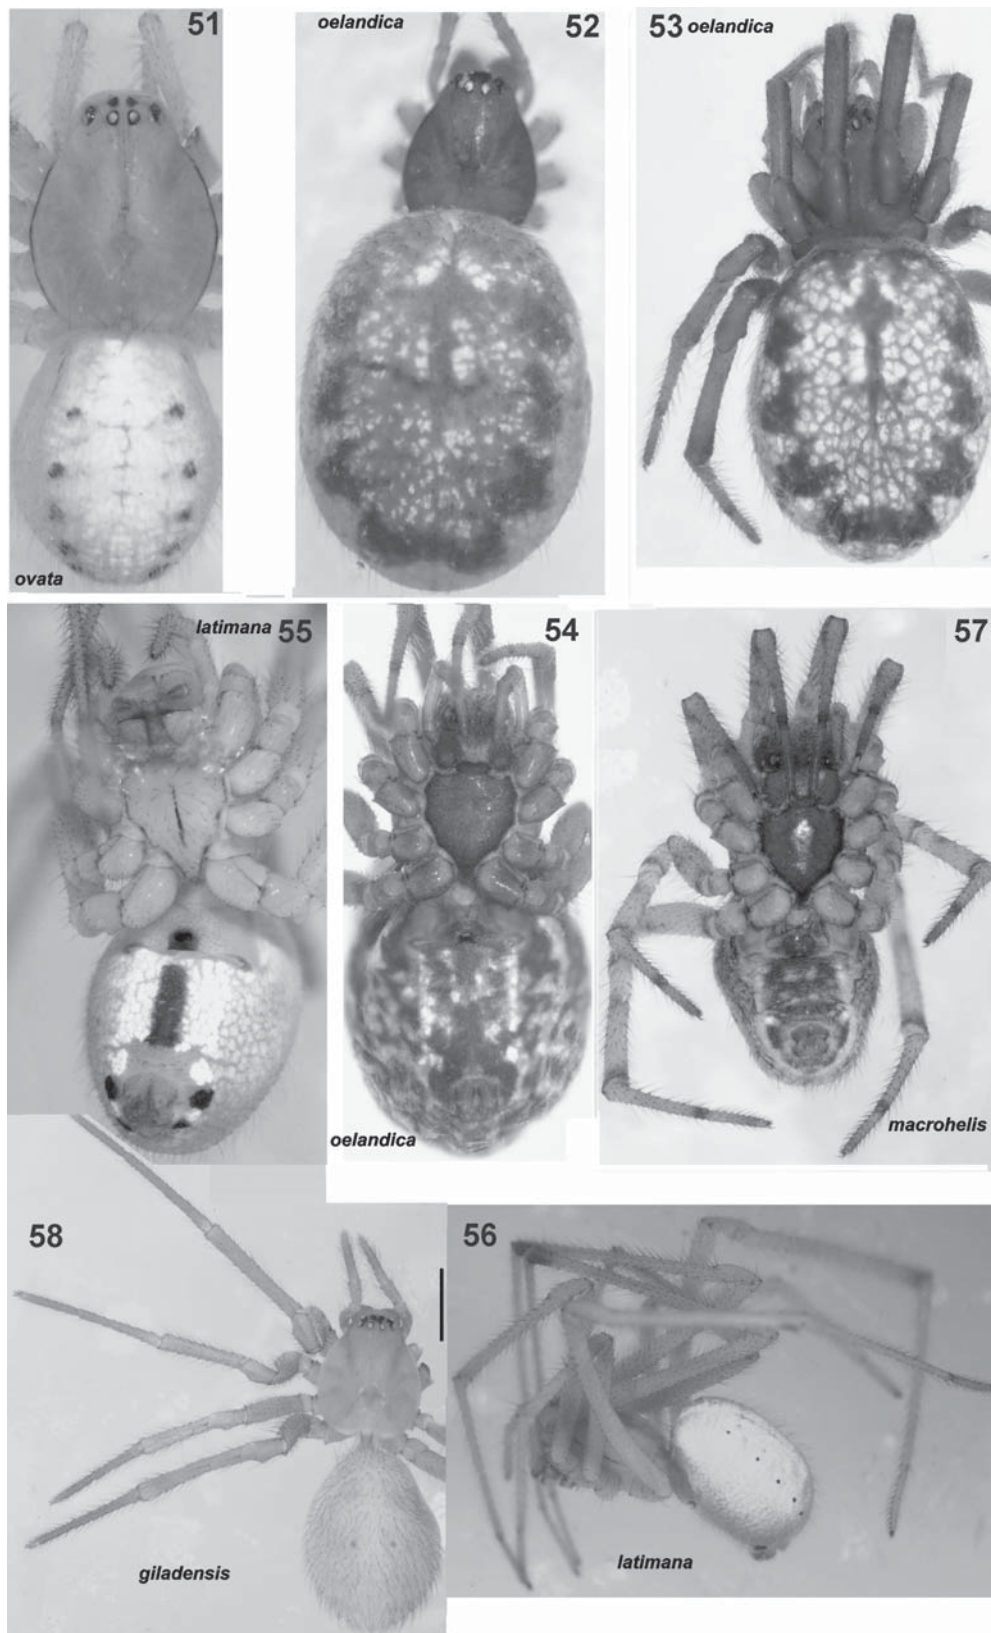 51
oelandica
52
53 oelandica
ovata
latimana 55
54
57
oelandica
macrohelis
58
56
giladensis
latimana